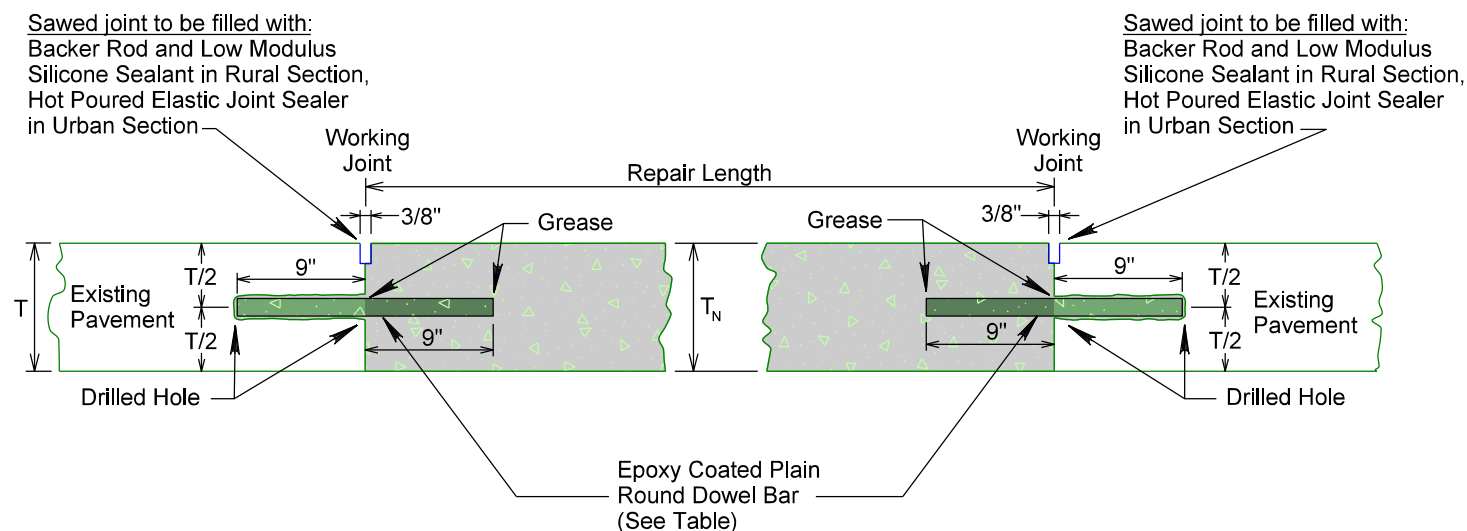 Sawed joint to be filled with:
Backer Rod and Low Modulus
Silicone Sealant in Rural Section,
Hot Poured Elastic Joint Sealer
in Urban Section
Sawed joint to be filled with:
Backer Rod and Low Modulus
Silicone Sealant in Rural Section,
Hot Poured Elastic Joint Sealer
in Urban Section
Working
Joint
Working
Joint
Repair Length
3/8"
Grease
Grease
3/8"
T
T/2
T/2
9"
Existing
Pavement
9"
Drilled Hole
T_N
9"
9"
T/2
T/2
Existing
Pavement
Drilled Hole
Epoxy Coated Plain
Round Dowel Bar
(See Table)